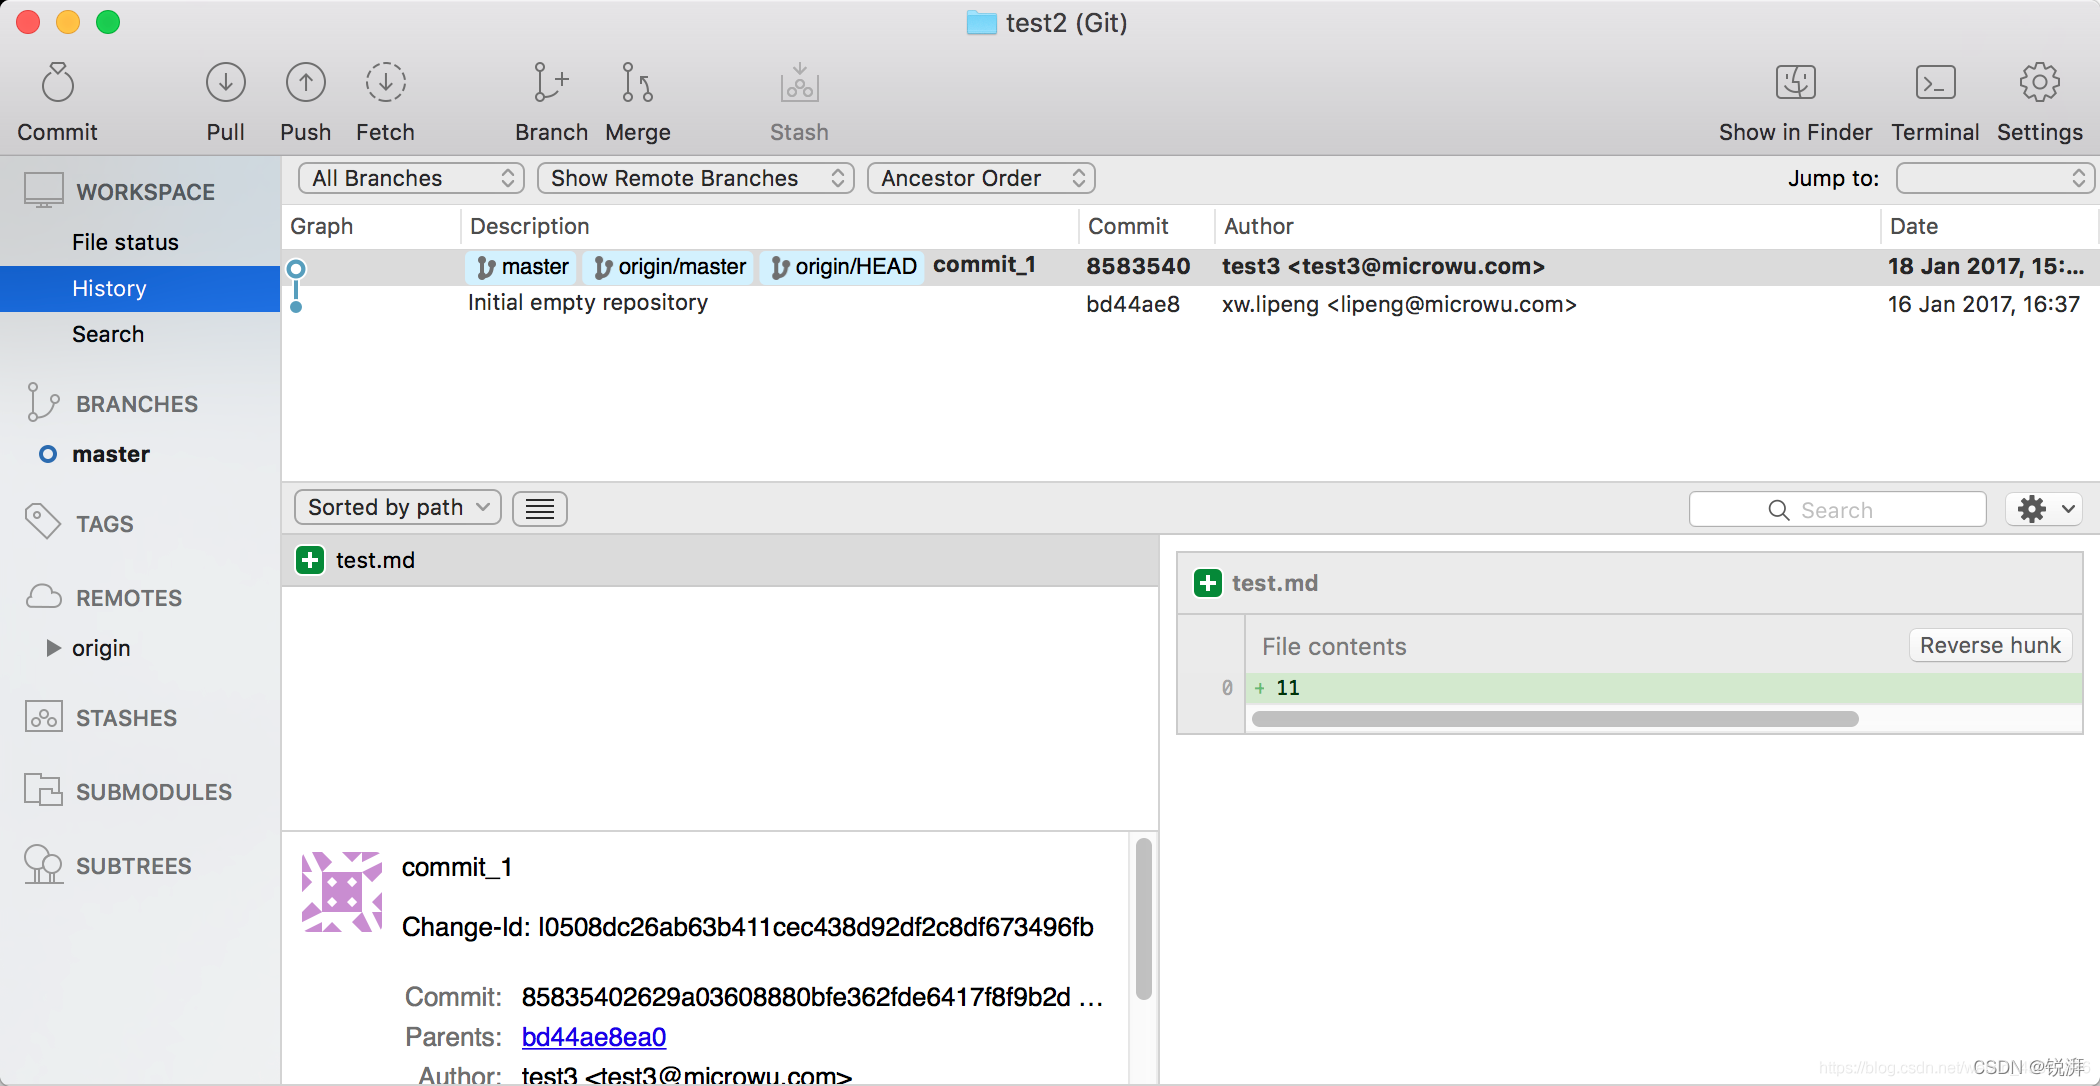 test2 (Git)
Commit Pull Push Fetch Branch Merge Stash Show in Finder Terminal Settings
WORKSPACE
File status
History
Search
BRANCHES
master
TAGS
REMOTES
origin
STASHES
SUBMODULES
SUBTREES
All Branches Show Remote Branches Ancestor Order Jump to:
Graph Description Commit Author Date
master origin/master origin/HEAD commit_1 8583540 test3 <test3@microwu.com> 18 Jan 2017, 15:...
Initial empty repository bd44ae8 xw.lipeng <lipeng@microwu.com> 16 Jan 2017, 16:37
Sorted by path Search
test.md
test.md
File contents Reverse hunk
0 + 11
commit_1
Change-Id: I0508dc26ab63b411cec438d92df2c8df673496fb
Commit: 85835402629a03608880bfe362fde6417f8f9b2d ...
Parents: bd44ae8ea0
Author: test3 <test3@microwu.com>
CSDN @锐湃